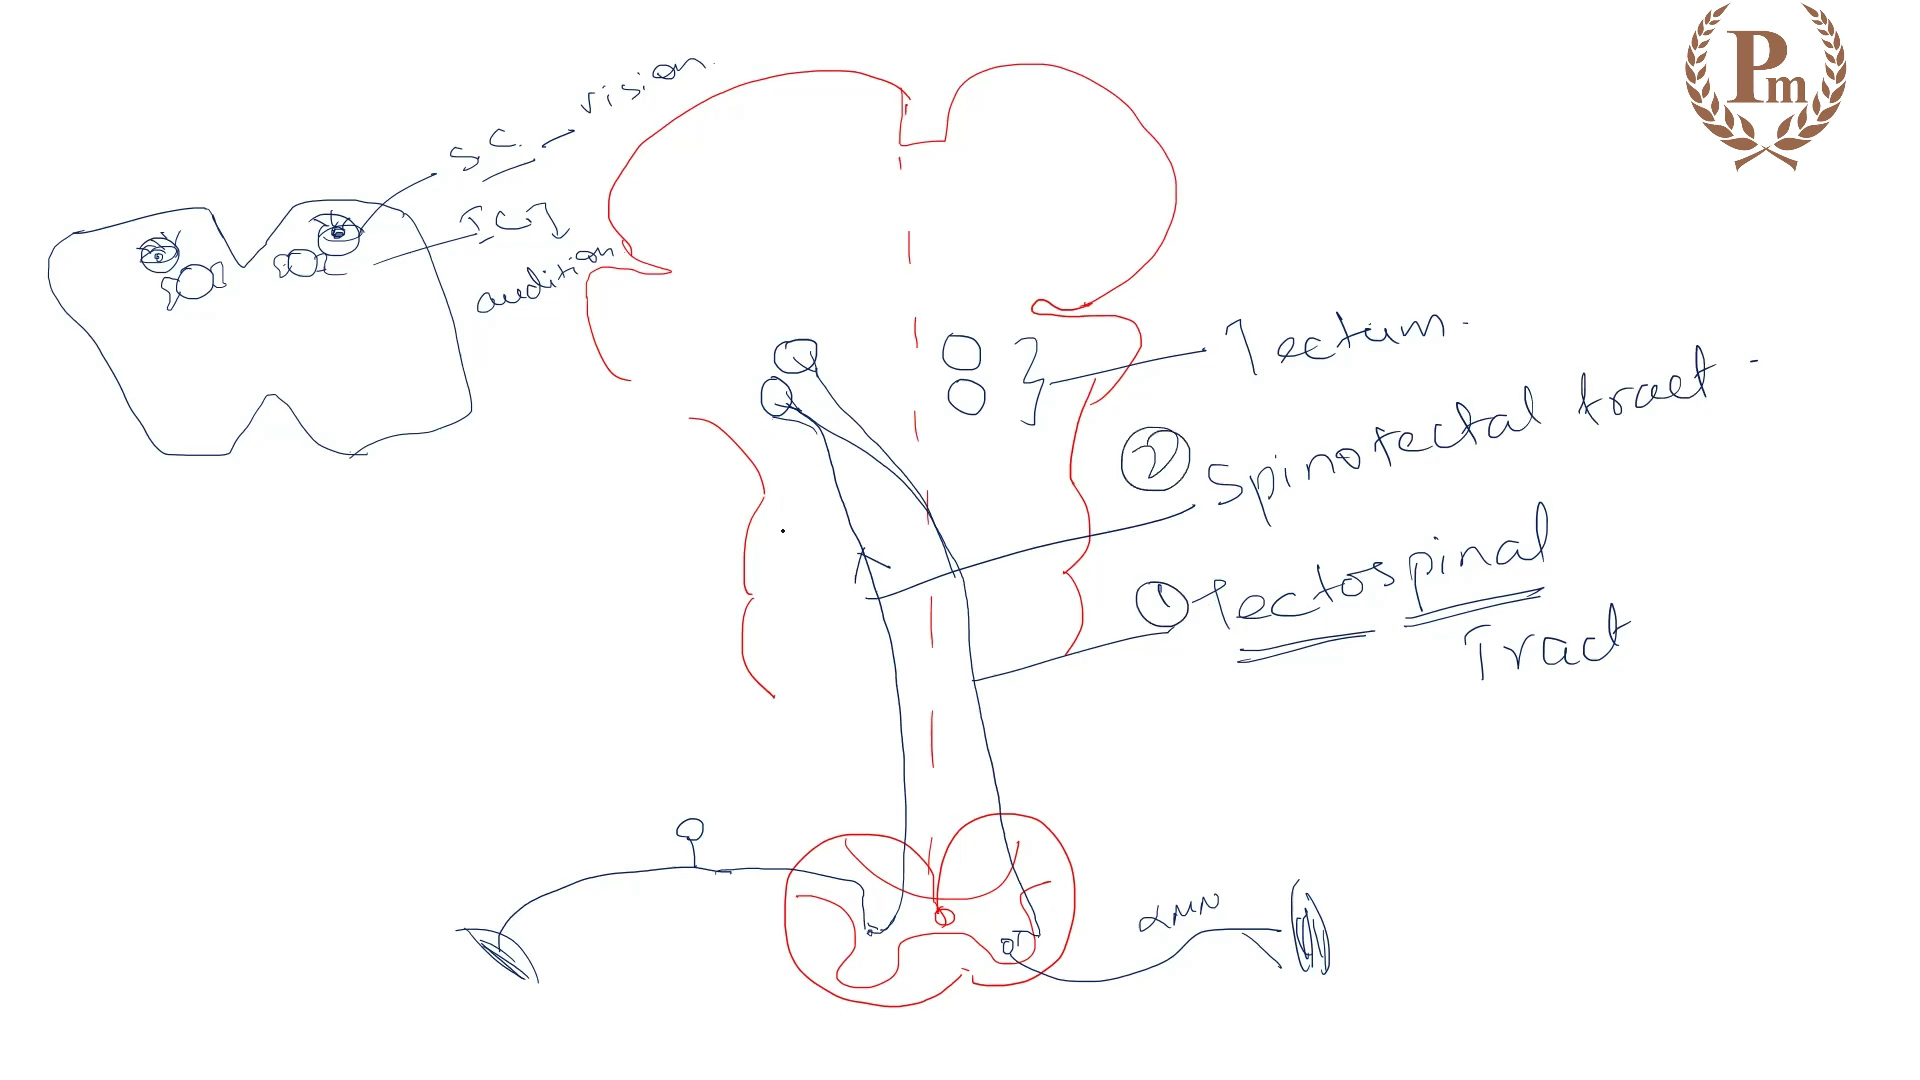 Pm
vision.
S.C.
I C
audition
Tectum.
② Spinotectal tract.
① Tectospinal
Tract
αMN